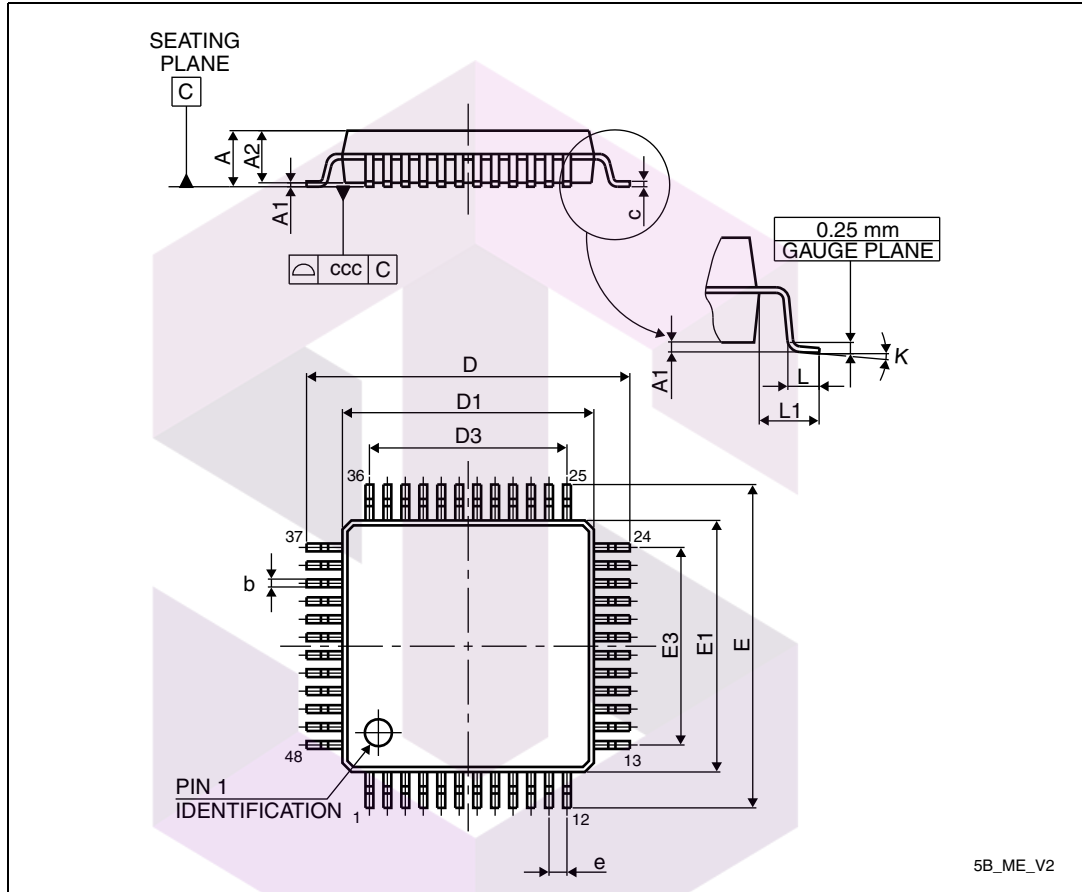 SEATING
PLANE
C
A
A2
A1
c
ccc C
0.25 mm
GAUGE PLANE
A1
K
L
L1
D
D1
D3
36
25
37
24
b
E3
E1
E
48
13
PIN 1
IDENTIFICATION
1
12
e
5B_ME_V2